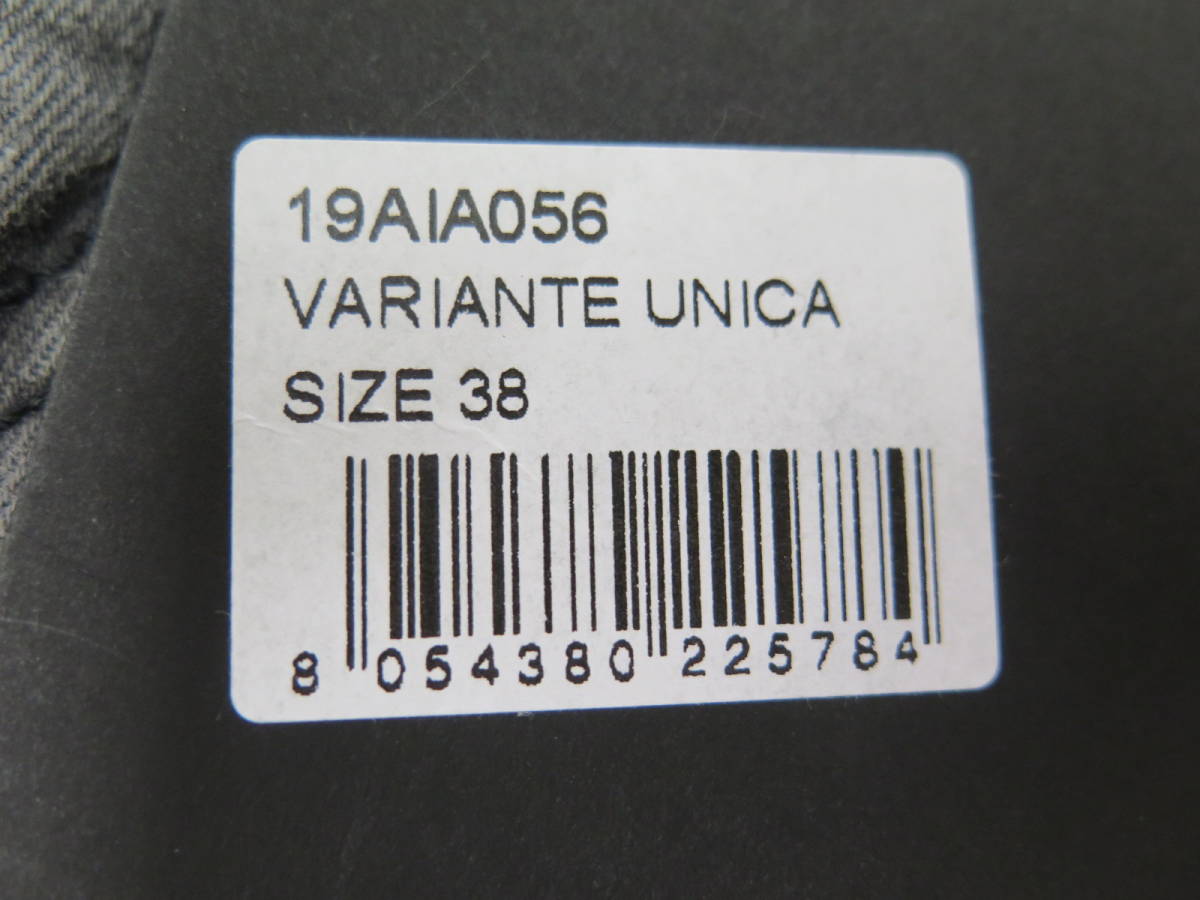 19AIA056
VARIANTE UNICA
SIZE 38
8 054380 225784